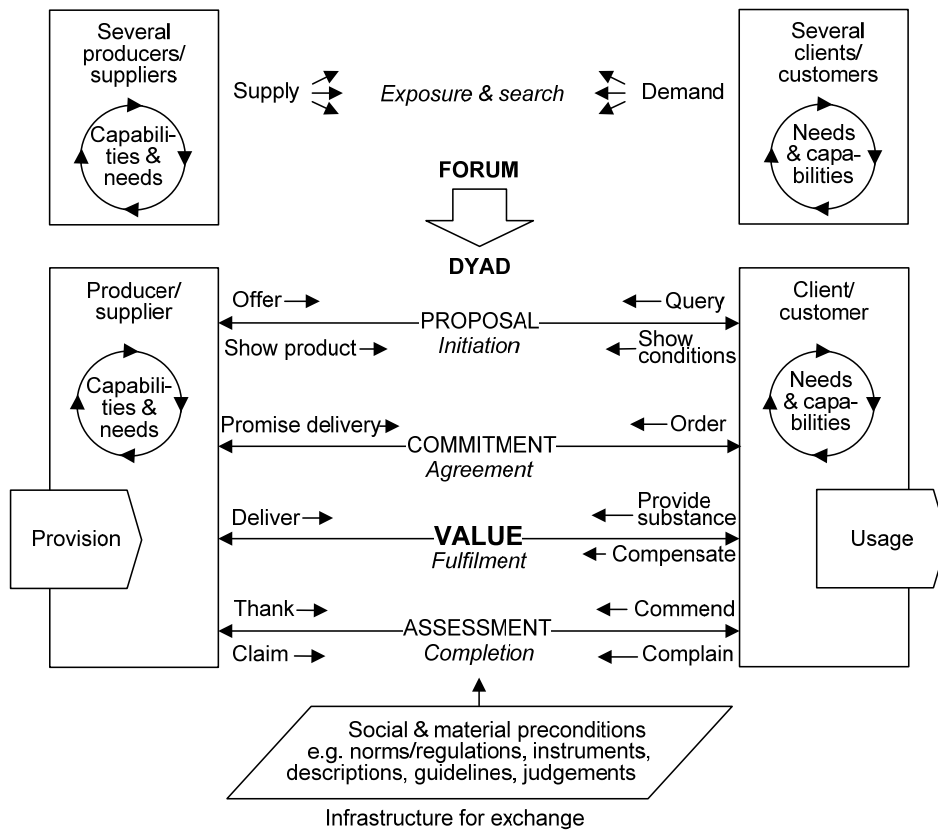 Several
producers/
suppliers
Capabili-
ties &
needs
Supply
Exposure & search
Demand
Several
clients/
customers
Needs
& capa-
bilities
FORUM
DYAD
Producer/
supplier
Capabili-
ties &
needs
Offer
Query
PROPOSAL
Initiation
Show product
Show
conditions
Client/
customer
Needs
& capa-
bilities
Promise delivery
Order
COMMITMENT
Agreement
Provision
Deliver
Provide
substance
VALUE
Fulfilment
Compensate
Usage
Thank
Commend
ASSESSMENT
Completion
Claim
Complain
Social & material preconditions
e.g. norms/regulations, instruments,
descriptions, guidelines, judgements
Infrastructure for exchange